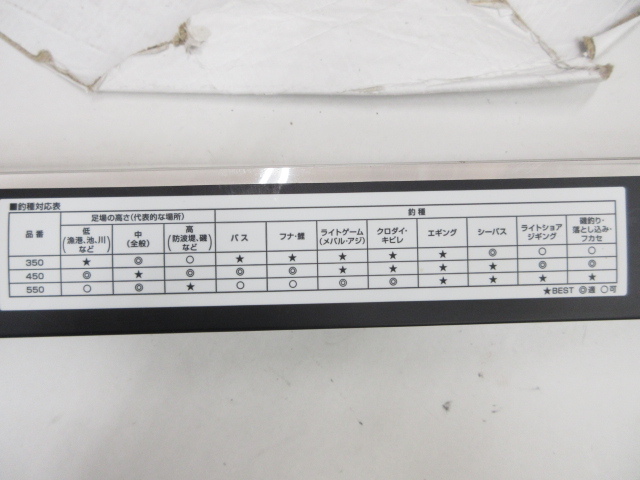 ■釣種対応表
品番 足場の高さ(代表的な場所) 釣種
低(漁港、池、川)など 中(全般) 高(防波堤、磯)など バス フナ・鯉 ライトゲーム(メバル・アジ) クロダイ・キビレ エギング シーバス ライトショアジギング 磯釣り・落とし込み・フカセ
350 ★ ◎ ○ ★ ★ ★ ★ ★ ◎ ○ ○
450 ◎ ★ ◎ ◎ ◎ ★ ★ ★ ★ ◎ ◎
550 ○ ◎ ★ ○ ○ ◎ ◎ ★ ★ ★ ★
★BEST ◎適 ○可